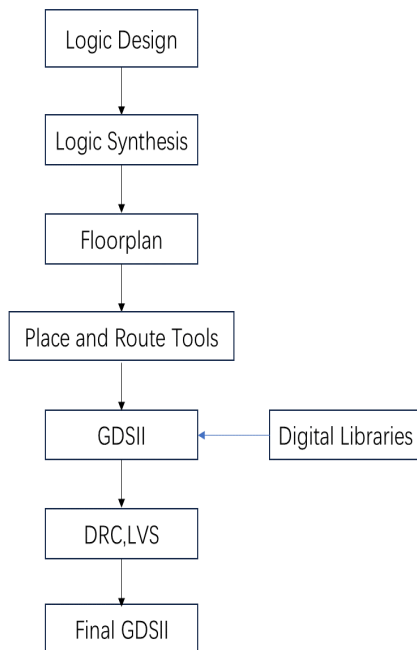 Logic Design
Logic Synthesis
Floorplan
Place and Route Tools
GDSII
Digital Libraries
DRC,LVS
Final GDSII